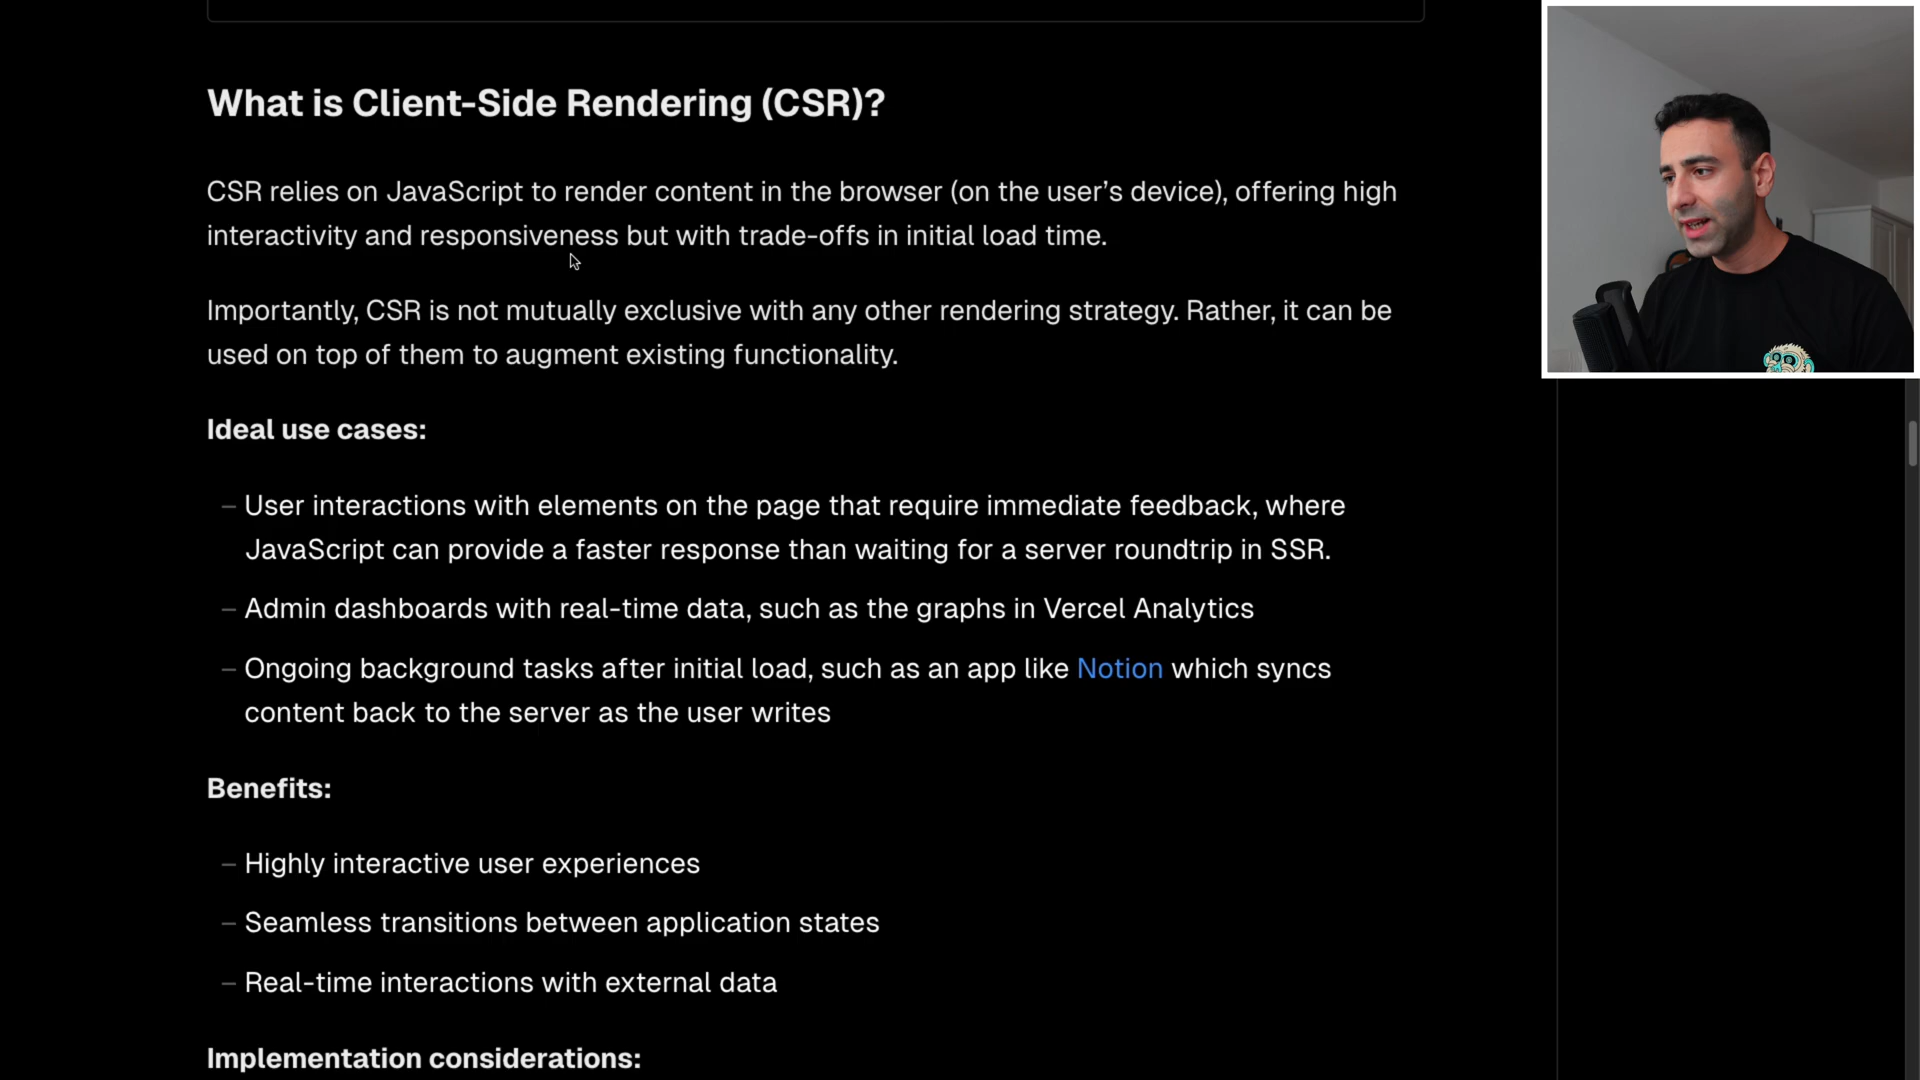 What is Client-Side Rendering (CSR)?
CSR relies on JavaScript to render content in the browser (on the user’s device), offering high
interactivity and responsiveness but with trade-offs in initial load time.
Importantly, CSR is not mutually exclusive with any other rendering strategy. Rather, it can be
used on top of them to augment existing functionality.
Ideal use cases:
– User interactions with elements on the page that require immediate feedback, where
JavaScript can provide a faster response than waiting for a server roundtrip in SSR.
– Admin dashboards with real-time data, such as the graphs in Vercel Analytics
– Ongoing background tasks after initial load, such as an app like Notion which syncs
content back to the server as the user writes
Benefits:
– Highly interactive user experiences
– Seamless transitions between application states
– Real-time interactions with external data
Implementation considerations: